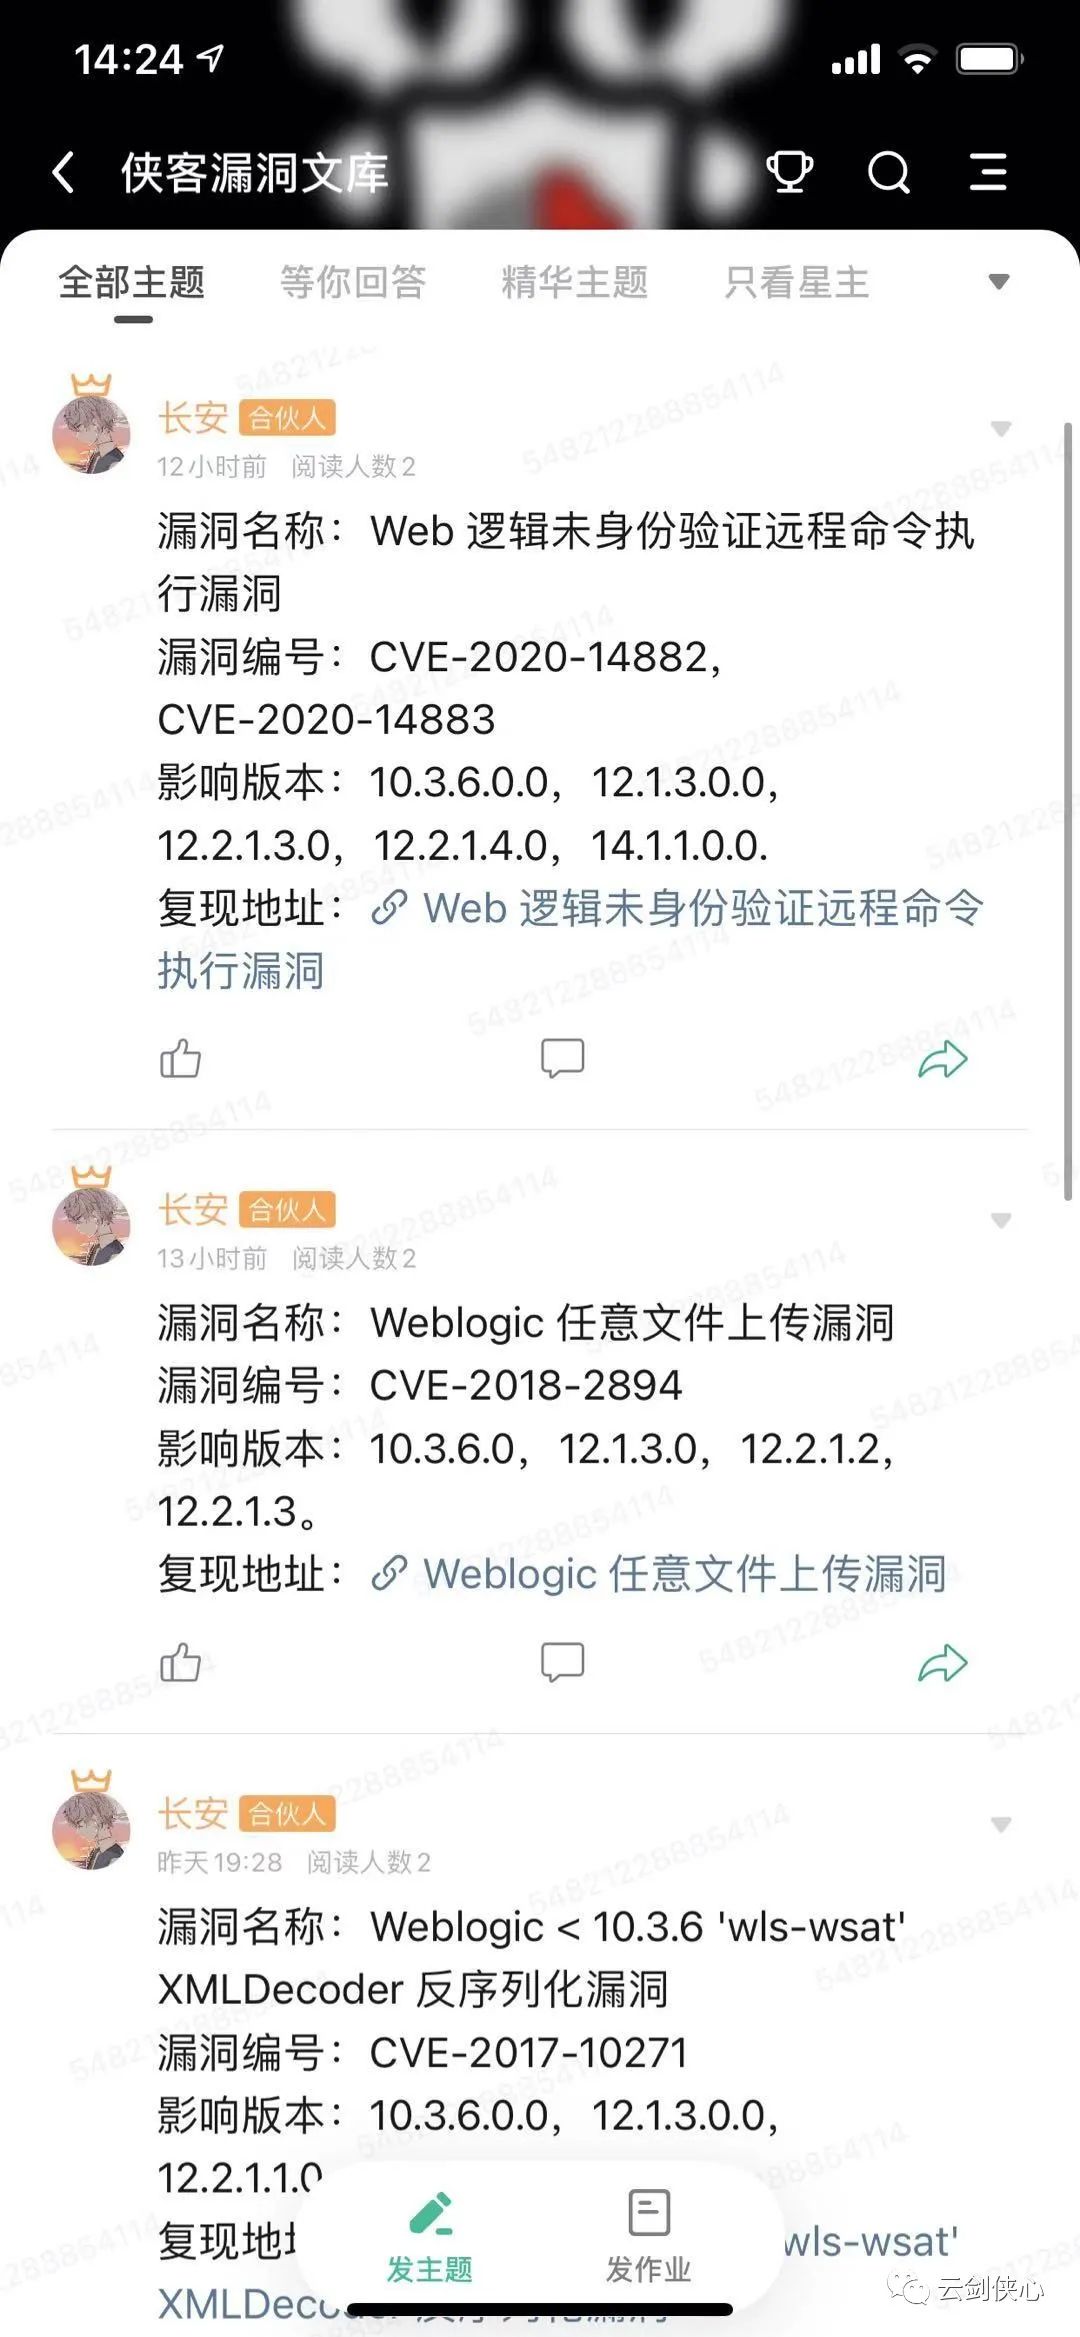 14:24
侠客漏洞文库
全部主题 等你回答 精华主题 只看星主
长安 合伙人
12小时前 阅读人数2
漏洞名称：Web 逻辑未身份验证远程命令执
行漏洞
漏洞编号：CVE-2020-14882，
CVE-2020-14883
影响版本：10.3.6.0.0，12.1.3.0.0，
12.2.1.3.0，12.2.1.4.0，14.1.1.0.0.
复现地址：Web 逻辑未身份验证远程命令
执行漏洞
长安 合伙人
13小时前 阅读人数2
漏洞名称：Weblogic 任意文件上传漏洞
漏洞编号：CVE-2018-2894
影响版本：10.3.6.0，12.1.3.0，12.2.1.2，
12.2.1.3。
复现地址：Weblogic 任意文件上传漏洞
长安 合伙人
昨天19:28 阅读人数2
漏洞名称：Weblogic < 10.3.6 'wls-wsat'
XMLDecoder 反序列化漏洞
漏洞编号：CVE-2017-10271
影响版本：10.3.6.0.0，12.1.3.0.0，
12.2.1.1.0
复现地 wls-wsat'
XMLDec
发主题 发作业
云剑侠心
548212288854114